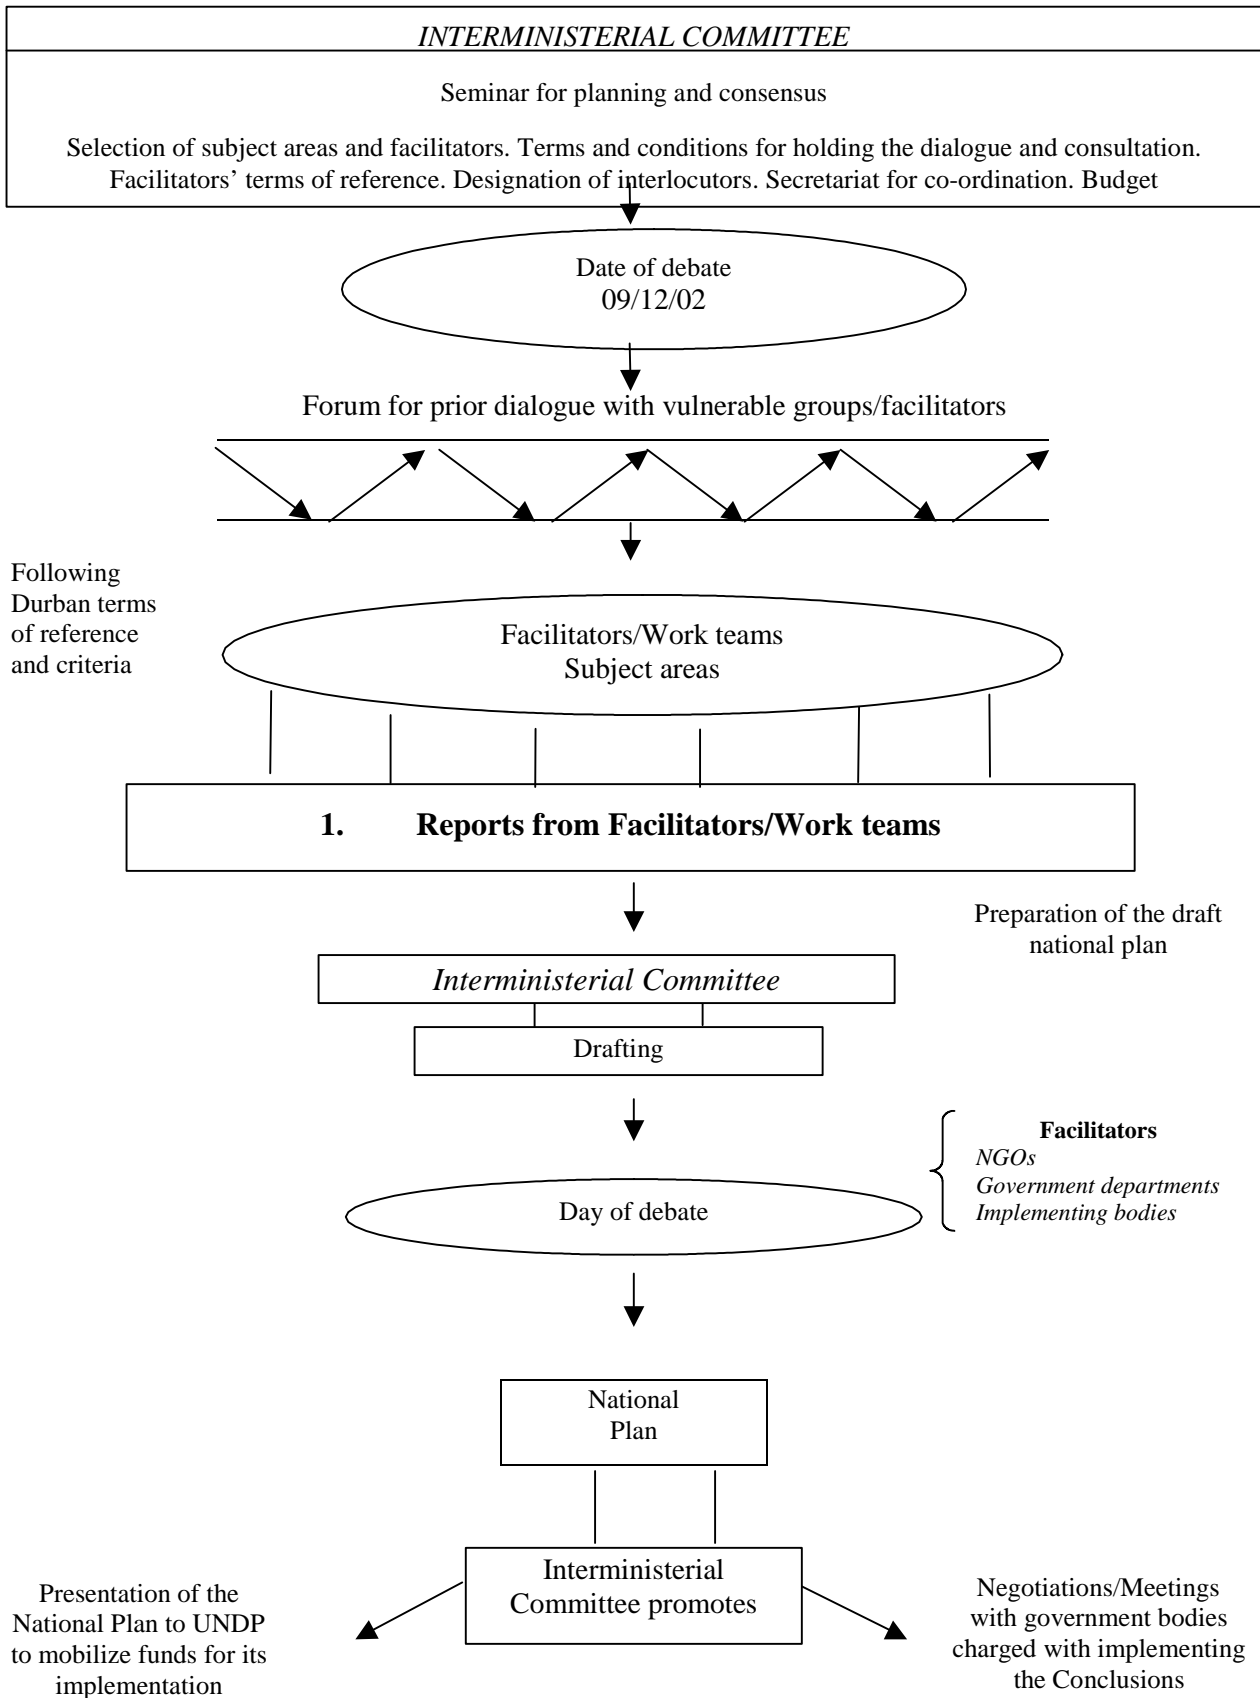 INTERMINISTERIAL COMMITTEE
Seminar for planning and consensus
Selection of subject areas and facilitators. Terms and conditions for holding the dialogue and consultation.
Facilitators’ terms of reference. Designation of interlocutors. Secretariat for co-ordination. Budget
Date of debate
09/12/02
Forum for prior dialogue with vulnerable groups/facilitators
Following
Durban terms
of reference
and criteria
Facilitators/Work teams
Subject areas
1. Reports from Facilitators/Work teams
Preparation of the draft
national plan
Interministerial Committee
Drafting
Facilitators
NGOs
Government departments
Implementing bodies
Day of debate
National
Plan
Interministerial
Committee promotes
Presentation of the
National Plan to UNDP
to mobilize funds for its
implementation
Negotiations/Meetings
with government bodies
charged with implementing
the Conclusions